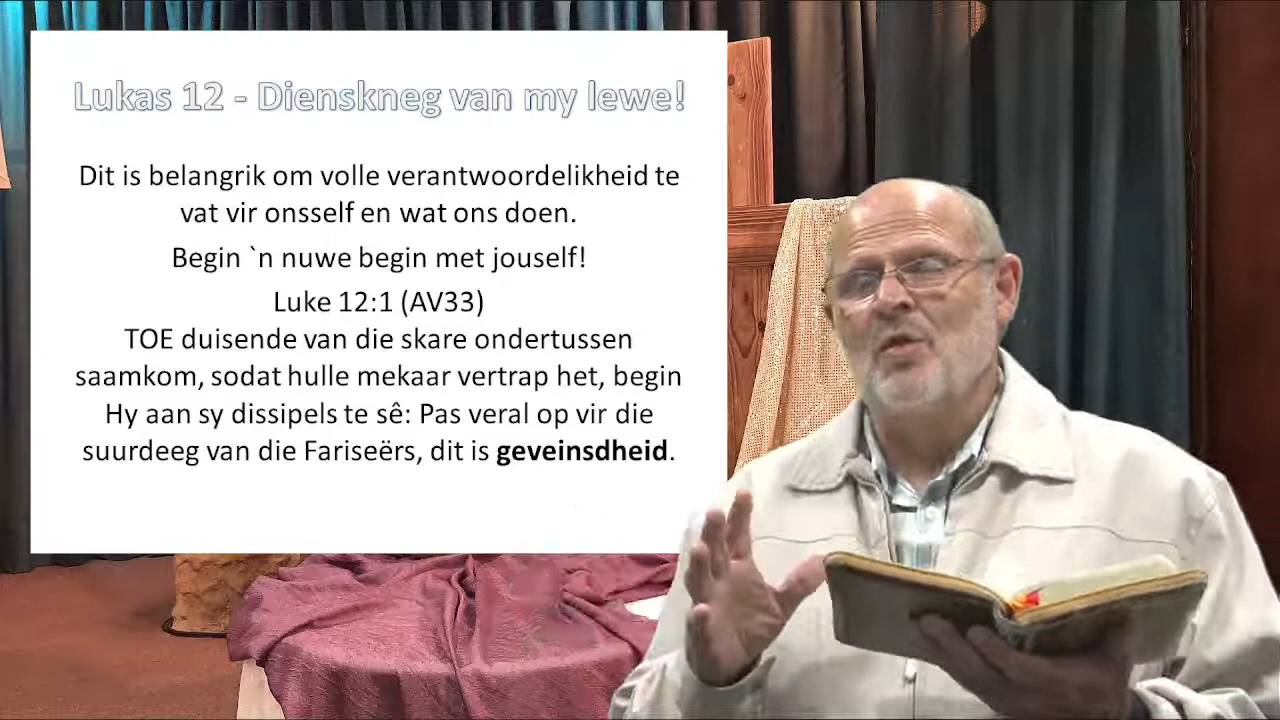 Lukas 12 - Dienskneg van my lewe!
Dit is belangrik om volle verantwoordelikheid te
vat vir onsself en wat ons doen.
Begin `n nuwe begin met jouself!
Luke 12:1 (AV33)
TOE duisende van die skare ondertussen
saamkom, sodat hulle mekaar vertrap het, begin
Hy aan sy dissipels te sê: Pas veral op vir die
suurdeeg van die Fariseërs, dit is geveinsdheid.